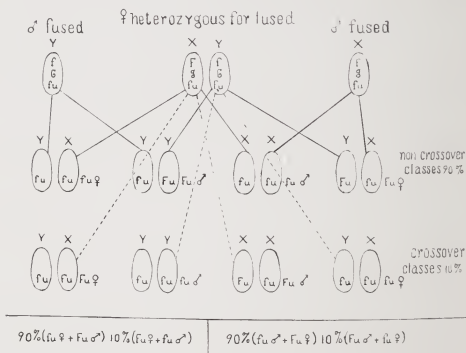 ♂ fused ♀ heterozygous for fused ♂ fused
Y X Y X
f F f f
G g G g
fu fu fu fu
Y X Y Y X X Y X
fu fu fu ♀ fu Fu Fu ♂ fu fu fu ♂ Fu fu fu ♀
non crossover
classes 90%
Y X Y Y X X Y X
fu Fu Fu ♀ fu fu fu ♂ Fu fu Fu ♂ fu fu fu ♀
crossover
classes 10%
90% (fu ♀ + Fu ♂) 10% (Fu ♀ + fu ♂) 90% (fu ♂ + Fu ♀) 10% (Fu ♂ + fu ♀)